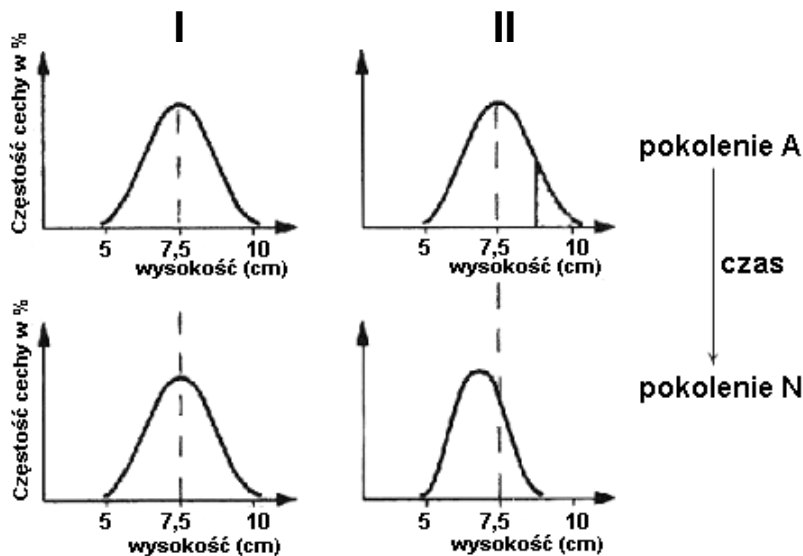 I
II
Częstość cechy w %
5 7,5 10
wysokość (cm)
5 7,5 10
wysokość (cm)
pokolenie A
czas
pokolenie N
Częstość cechy w %
5 7,5 10
wysokość (cm)
5 7,5 10
wysokość (cm)